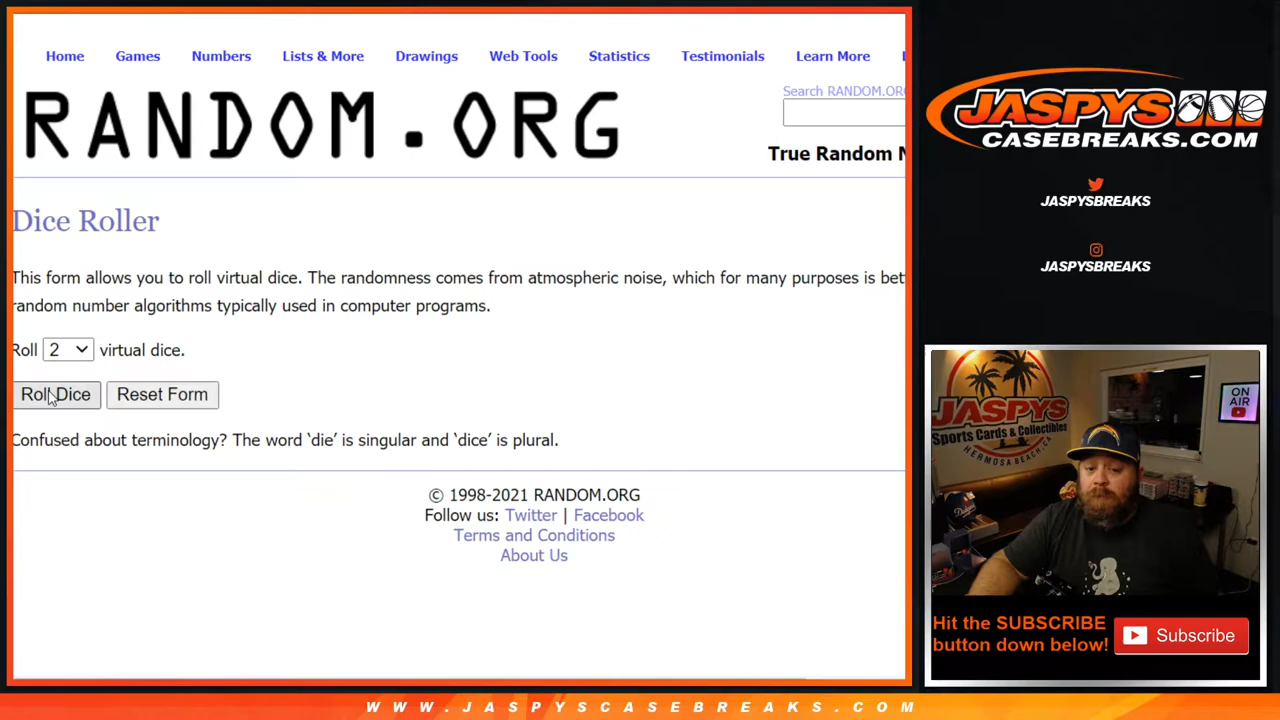 Home Games Numbers Lists & More Drawings Web Tools Statistics Testimonials Learn More
RANDOM.ORG
Search RANDOM.ORG
True Random N
Dice Roller
This form allows you to roll virtual dice. The randomness comes from atmospheric noise, which for many purposes is bet
random number algorithms typically used in computer programs.
Roll 2 virtual dice.
Roll Dice Reset Form
Confused about terminology? The word ‘die’ is singular and ‘dice’ is plural.
© 1998-2021 RANDOM.ORG
Follow us: Twitter | Facebook
Terms and Conditions
About Us
JASPYS
CASEBREAKS.COM
JASPYSBREAKS
JASPYSBREAKS
JASPYS
Sports Cards & Collectibles
HERMOSA BEACH, CA
ON
AIR
Dodgers
Hit the SUBSCRIBE
button down below!
Subscribe
WWW.JASPYSCASEBREAKS.COM